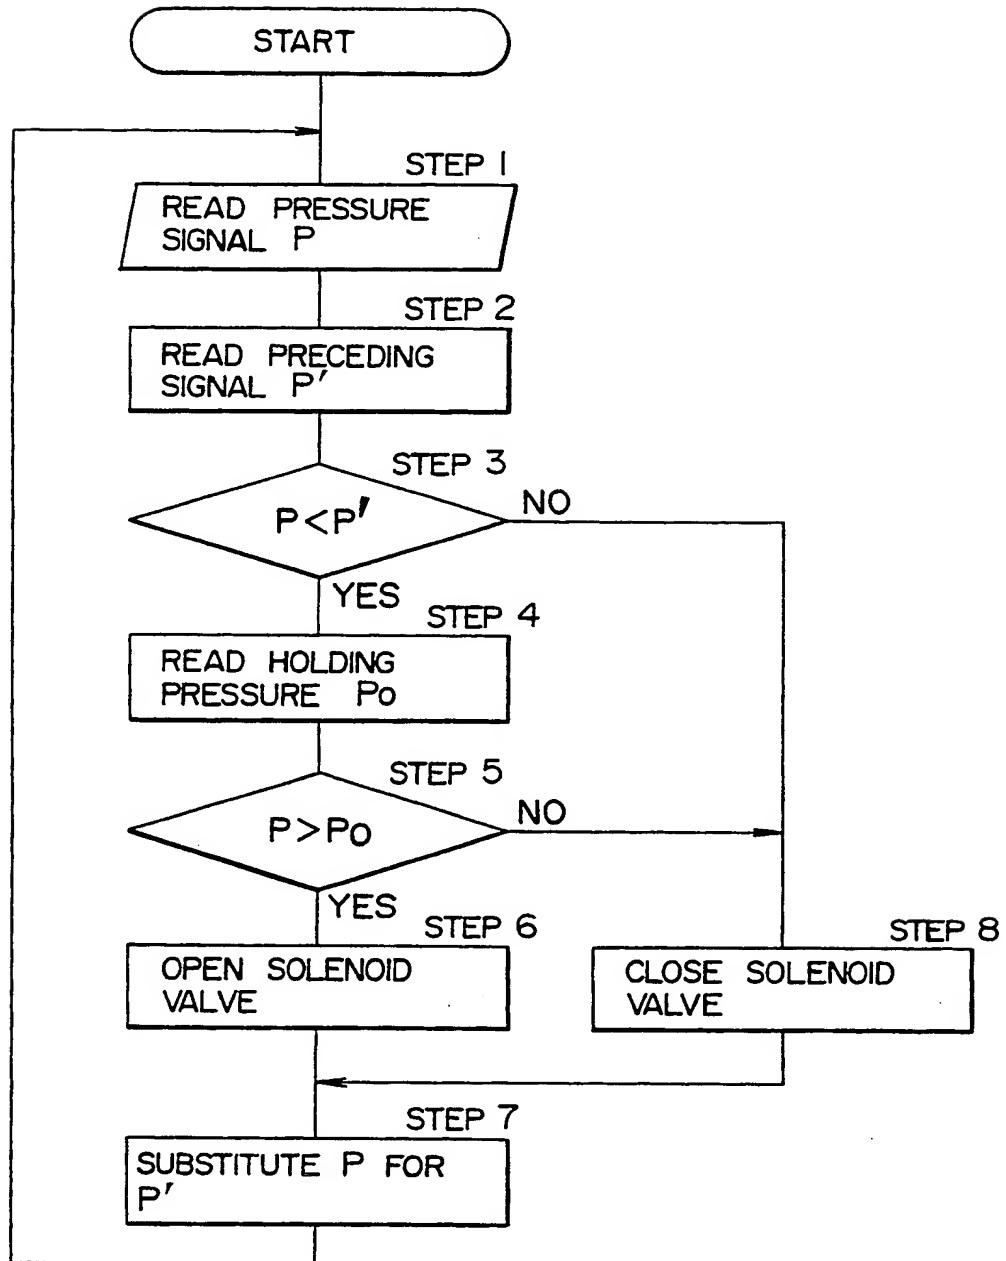 START
STEP 1
READ PRESSURE
SIGNAL P
STEP 2
READ PRECEDING
SIGNAL P'
STEP 3
P<P'
NO
YES
STEP 4
READ HOLDING
PRESSURE Po
STEP 5
P>Po
NO
YES
STEP 6
OPEN SOLENOID
VALVE
STEP 8
CLOSE SOLENOID
VALVE
STEP 7
SUBSTITUTE P FOR
P'